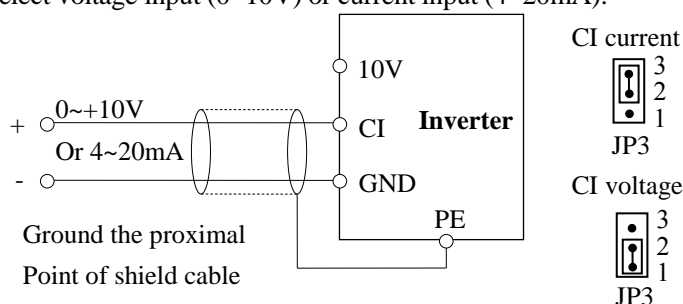 select voltage input (0~10V) or current input (4~20mA).
CI current
10V
3
2
1
JP3
0~+10V
+
CI
Inverter
Or 4~20mA
-
GND
CI voltage
PE
3
2
1
JP3
Ground the proximal
Point of shield cable